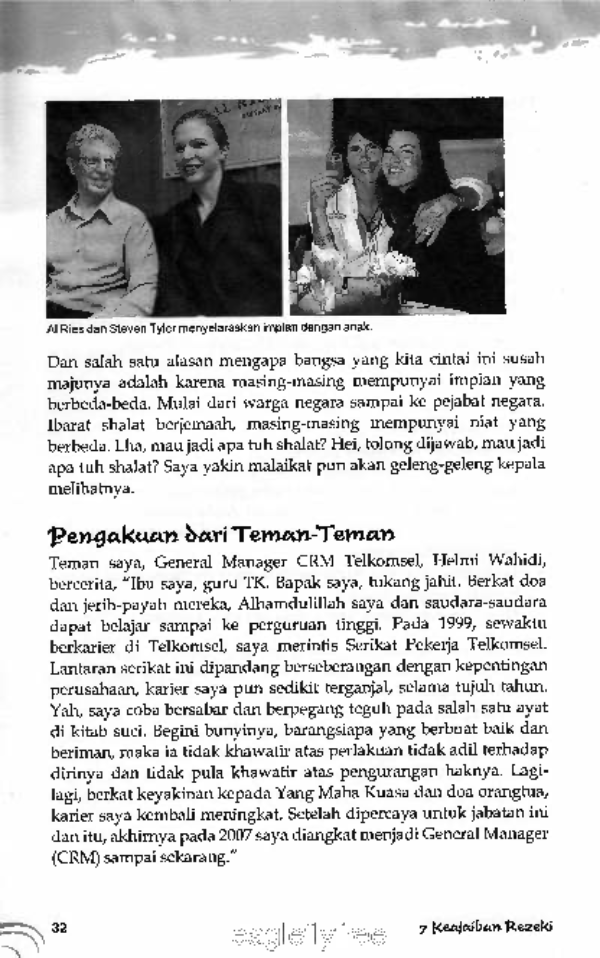 Al Ries dan Steven Tyler menyelaraskan impian dengan anak.
Dan salah satu alasan mengapa bangsa yang kita cintai ini susah
majunya adalah karena masing-masing mempunyai impian yang
berbeda-beda. Mulai dari warga negara sampai ke pejabat negara.
Ibarat shalat berjemaah, masing-masing mempunyai niat yang
berbeda. Lha, mau jadi apa tuh shalat? Hei, tolong dijawab, mau jadi
apa tuh shalat? Saya yakin malaikat pun akan geleng-geleng kepala
melihatnya.
Pengakuan dari Teman-Teman
Teman saya, General Manager CRM Telkomsel, Helmi Wahidi,
bercerita, "Ibu saya, guru TK. Bapak saya, tukang jahit. Berkat doa
dan jerih-payah mereka, Alhamdulillah saya dan saudara-saudara
dapat belajar sampai ke perguruan tinggi. Pada 1999, sewaktu
berkarier di Telkomsel, saya merintis Serikat Pekerja Telkomsel.
Lantaran serikat ini dipandang berseberangan dengan kepentingan
perusahaan, karier saya pun sedikit terganjal, selama tujuh tahun.
Yah, saya coba bersabar dan berpegang teguh pada salah satu ayat
di kitab suci. Begini bunyinya, barangsiapa yang berbuat baik dan
beriman, maka ia tidak khawatir atas perlakuan tidak adil terhadap
dirinya dan tidak pula khawatir atas pengurangan haknya. Lagi-
lagi, berkat keyakinan kepada Yang Maha Kuasa dan doa orangtua,
karier saya kembali meningkat. Setelah dipercaya untuk jabatan ini
dan itu, akhirnya pada 2007 saya diangkat menjadi General Manager
(CRM) sampai sekarang."
32
7 Keajaiban Rezeki